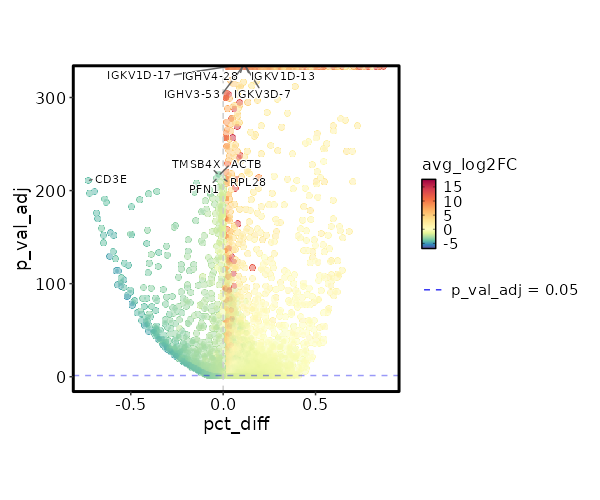 IGKV1D-17
IGHV4-28
IGKV1D-13
IGHV3-53
IGKV3D-7
TMSB4X
ACTB
CD3E
PFN1
RPL28
300
200
100
0
p_val_adj
-0.5
0.0
0.5
pct_diff
avg_log2FC
15
10
5
0
-5
p_val_adj = 0.05